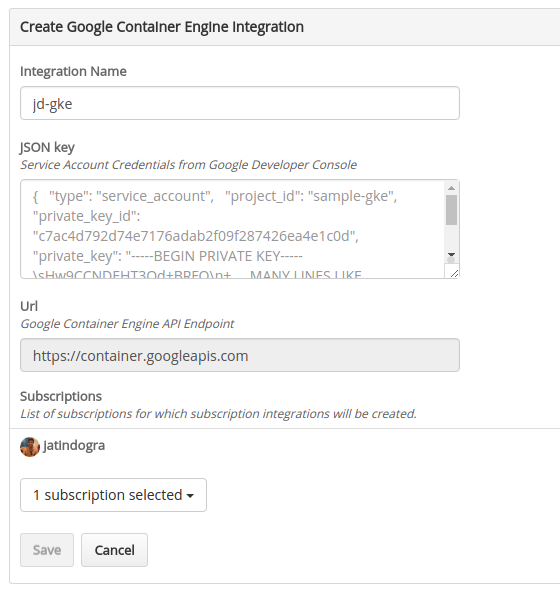 Create Google Container Engine Integration
Integration Name
jd-gke
JSON key
Service Account Credentials from Google Developer Console
{ "type": "service_account", "project_id": "sample-gke",
"private_key_id":
"c7ac4d792d74e7176adab2f09f287426ea4e1c0d",
"private_key": "-----BEGIN PRIVATE KEY-----
MANY LINES LIKE
Url
Google Container Engine API Endpoint
https://container.googleapis.com
Subscriptions
List of subscriptions for which subscription integrations will be created.
jatindogra
1 subscription selected
Save
Cancel